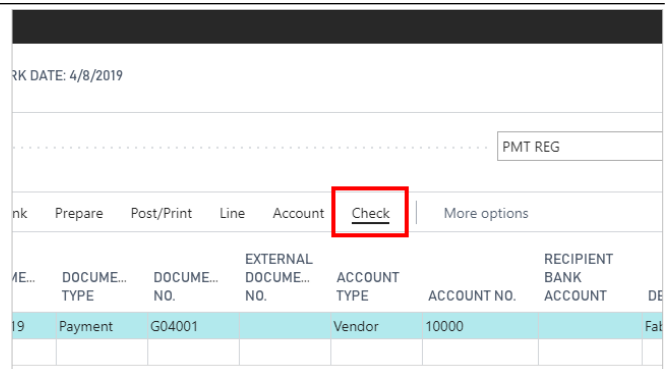 RK DATE: 4/8/2019
PMT REG
nk Prepare Post/Print Line Account Check More options
ME... DOCUME... TYPE DOCUME... NO. EXTERNAL DOCUME... NO. ACCOUNT TYPE ACCOUNT NO. RECIPIENT BANK ACCOUNT DE
19 Payment G04001 Vendor 10000 Fab